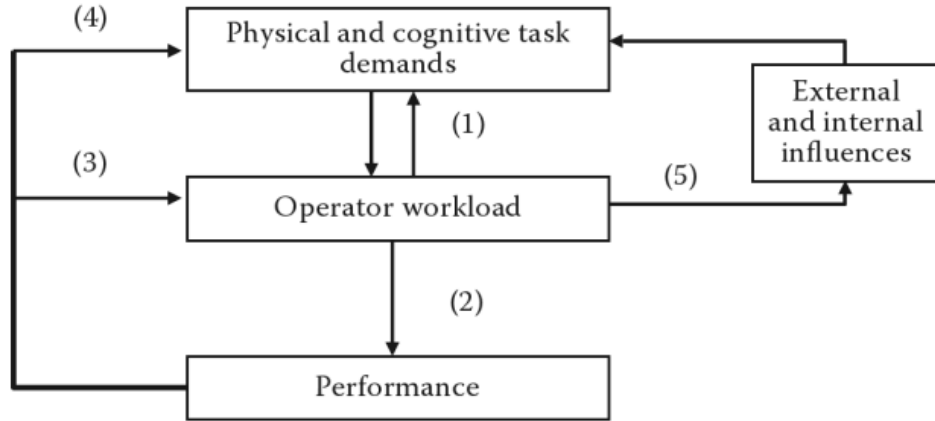 (4)
Physical and cognitive task
demands
(1)
External
and internal
influences
(3)
(5)
Operator workload
(2)
Performance